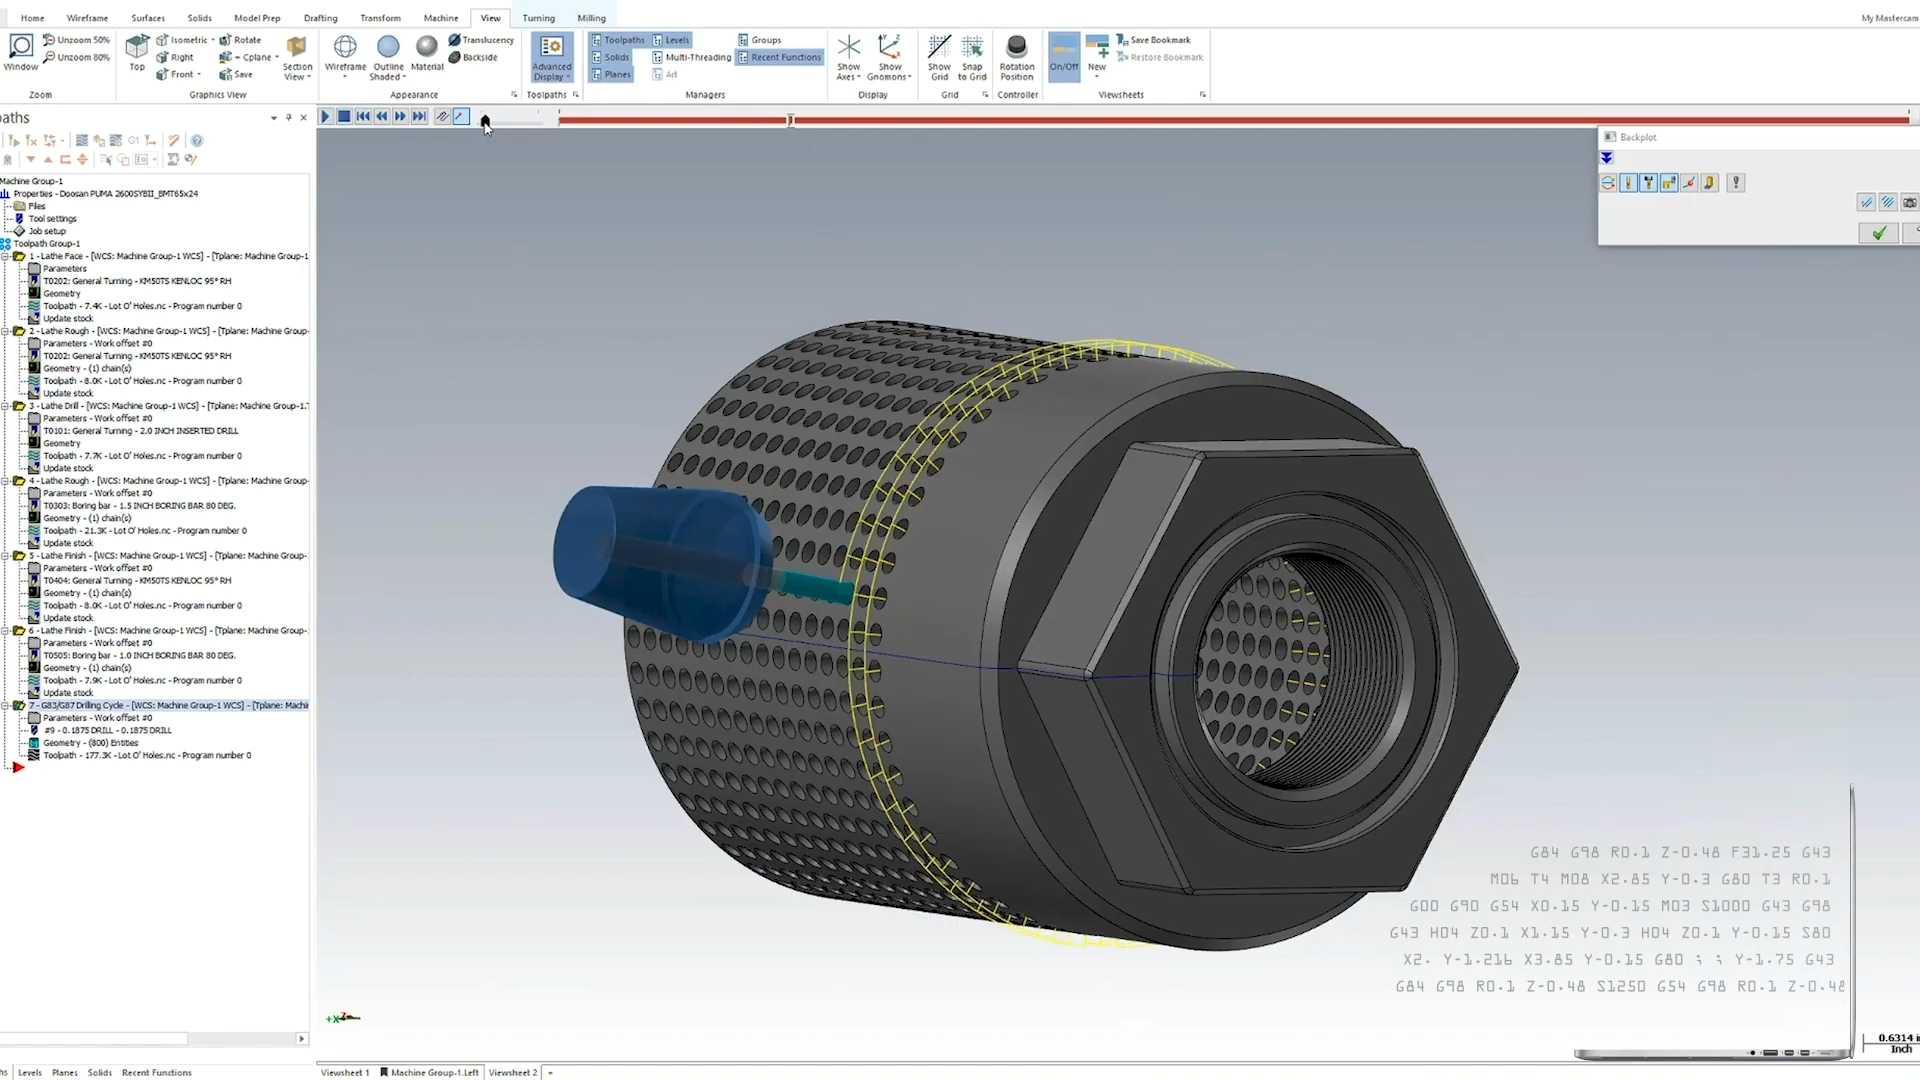 Home Wireframe Surfaces Solids Model Prep Drafting Transform Machine View Turning Milling
My Mastercam
Unzoom 50%
Unzoom 80%
Window
Zoom
Top
Isometric
Right
Front
Rotate
= Cplane
Save
Section View
Graphics View
Wireframe
Outline Shaded
Material
Translucency
Backside
Appearance
Advanced Display
Toolpaths
Toolpaths
Solids
Planes
Levels
Multi-Threading
Art
Groups
Recent Functions
Managers
Show Axes
Show Gnomons
Display
Show Grid
Snap to Grid
Grid
Rotation Position
Controller
On/Off
New
Save Bookmark
Restore Bookmark
Viewsheets
aths
G1
Machine Group-1
Properties - Doosan PUMA 2600SYBII_BMT65x24
Files
Tool settings
Job setup
Toolpath Group-1
1 - Lathe Face - [WCS: Machine Group-1 WCS] - [Tplane: Machine Group-1
Parameters
T0202: General Turning - KM50TS KENLOC 95° RH
Geometry
Toolpath - 7.4K - Lot O' Holes.nc - Program number 0
Update stock
2 - Lathe Rough - [WCS: Machine Group-1 WCS] - [Tplane: Machine Group-
Parameters - Work offset #0
T0202: General Turning - KM50TS KENLOC 95° RH
Geometry - (1) chain(s)
Toolpath - 8.0K - Lot O' Holes.nc - Program number 0
Update stock
3 - Lathe Drill - [WCS: Machine Group-1 WCS] - [Tplane: Machine Group-1.
Parameters - Work offset #0
T0101: General Turning - 2.0 INCH INSERTED DRILL
Geometry
Toolpath - 7.7K - Lot O' Holes.nc - Program number 0
Update stock
4 - Lathe Rough - [WCS: Machine Group-1 WCS] - [Tplane: Machine Group-
Parameters - Work offset #0
T0303: Boring bar - 1.5 INCH BORING BAR 80 DEG.
Geometry - (1) chain(s)
Toolpath - 21.3K - Lot O' Holes.nc - Program number 0
Update stock
5 - Lathe Finish - [WCS: Machine Group-1 WCS] - [Tplane: Machine Group-
Parameters - Work offset #0
T0404: General Turning - KM50TS KENLOC 95° RH
Geometry - (1) chain(s)
Toolpath - 8.0K - Lot O' Holes.nc - Program number 0
Update stock
6 - Lathe Finish - [WCS: Machine Group-1 WCS] - [Tplane: Machine Group-
Parameters - Work offset #0
T0505: Boring bar - 1.0 INCH BORING BAR 80 DEG.
Geometry - (1) chain(s)
Toolpath - 7.9K - Lot O' Holes.nc - Program number 0
Update stock
7 - G83/G87 Drilling Cycle - [WCS: Machine Group-1 WCS] - [Tplane: Machin
Parameters - Work offset #0
#9 - 0.1875 DRILL - 0.1875 DRILL
Geometry - (800) Entities
Toolpath - 177.3K - Lot O' Holes.nc - Program number 0
Backplot
G84 G98 R0.1 Z-0.48 F31.25 G43
M06 T4 M08 X2.85 Y-0.3 G80 T3 R0.1
G00 G90 G54 X0.15 Y-0.15 M03 S1000 G43 G98
G43 H04 Z0.1 X1.15 Y-0.3 H04 Z0.1 Y-0.15 S80
X2. Y-1.216 X3.85 Y-0.15 G80 ; ; Y-1.75 G43
G84 G98 R0.1 Z-0.48 S1250 G54 G98 R0.1 Z-0.48
+X
0.6314 i
Inch
hs Levels Planes Solids Recent Functions
Viewsheet 1 Machine Group-1.Left Viewsheet 2 +